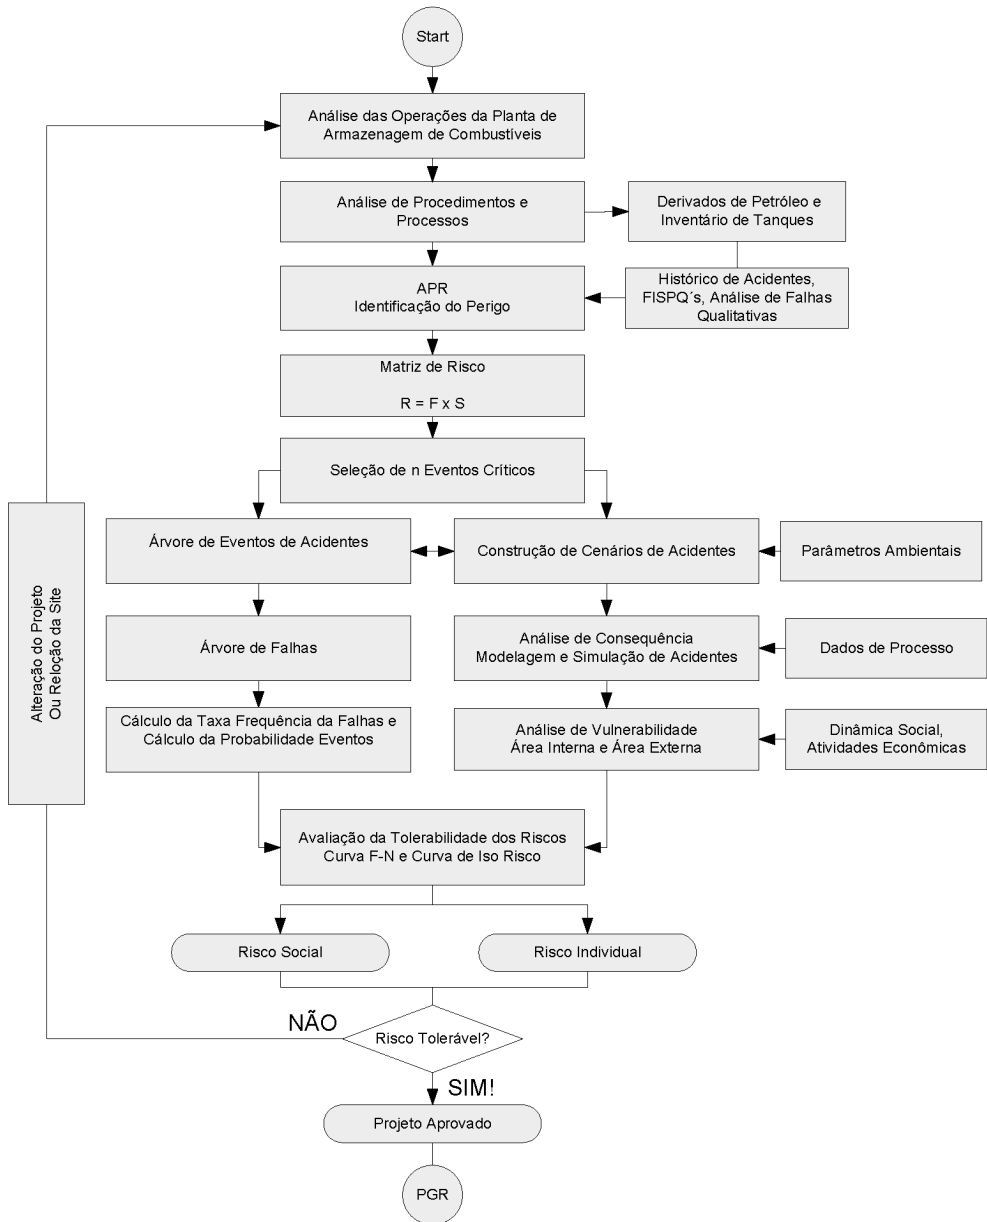 Start
Análise das Operações da Planta de
Armazenagem de Combustíveis
Análise de Procedimentos e
Processos
Derivados de Petróleo e
Inventário de Tanques
APR
Identificação do Perigo
Histórico de Acidentes,
FISPQ´s, Análise de Falhas
Qualitativas
Matriz de Risco
R = F x S
Seleção de n Eventos Críticos
Árvore de Eventos de Acidentes
Construção de Cenários de Acidentes
Parâmetros Ambientais
Alteração do Projeto
Ou Reloção da Site
Árvore de Falhas
Análise de Consequência
Modelagem e Simulação de Acidentes
Dados de Processo
Cálculo da Taxa Frequência da Falhas e
Cálculo da Probabilidade Eventos
Análise de Vulnerabilidade
Área Interna e Área Externa
Dinâmica Social,
Atividades Econômicas
Avaliação da Tolerabilidade dos Riscos
Curva F-N e Curva de Iso Risco
Risco Social
Risco Individual
NÃO
Risco Tolerável?
SIM!
Projeto Aprovado
PGR